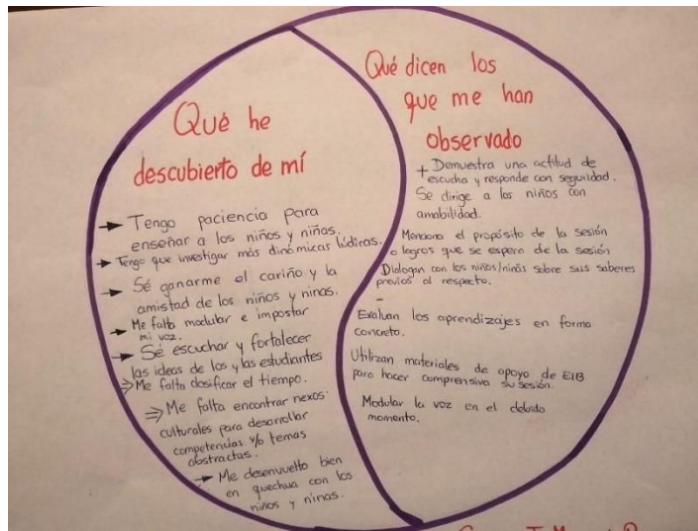 Qué he
descubierto de mí
→ Tengo paciencia para
enseñar a los niños y niñas.
→ Tengo que investigar más dinámicas lúdicas.
→ Sé ganarme el cariño y la
amistad de los niños y ninas.
→ Me falta modular e impostar
mi voz.
→ Sé escuchar y fortalecer
las ideas de los y las estudiantes
⇒ Me falta dosificar el tiempo.
⇒ Me falta encontrar nexos
culturales para desarrollar
competencias y/o temas
abstractas.
→ Me desenvuelto bien
en quechua con los
niños y ninas.
Qué dicen los
que me han
observado
+ Demuestra una actitud de
escucha y responde con seguridad.
Se dirige a los niños con
amabilidad.
Menciona el propósito de la sesión
o logros que se espera de la sesión
Dialogan con los niños/niñas sobre sus saberes
previos al respecto.
–
Evaluan los aprendizajes en forma
concreta.
Utilizan materiales de apoyo de EIB
para hacer comprensiva su sesión.
Modular la voz en el debido
momento.